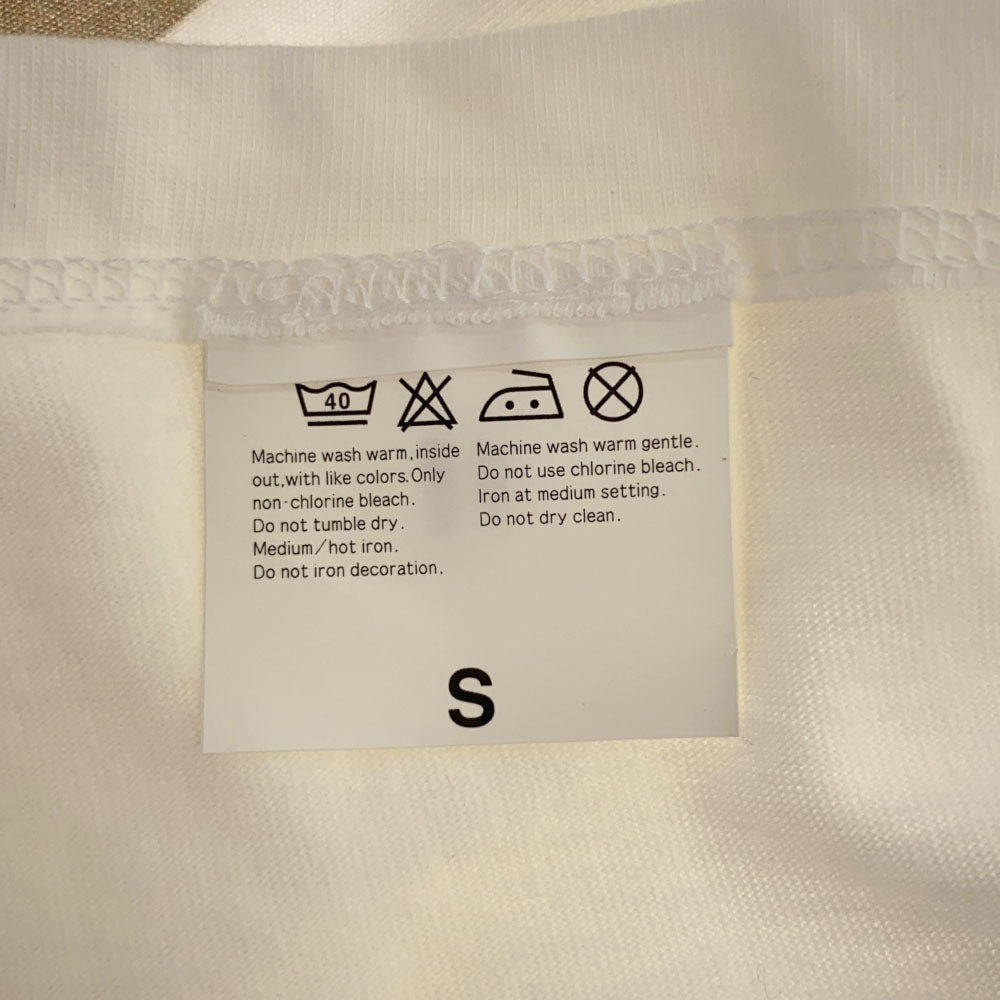 40
Machine wash warm, inside
out, with like colors. Only
non-chlorine bleach.
Do not tumble dry.
Medium/hot iron.
Do not iron decoration.
Machine wash warm gentle.
Do not use chlorine bleach.
Iron at medium setting.
Do not dry clean.
S